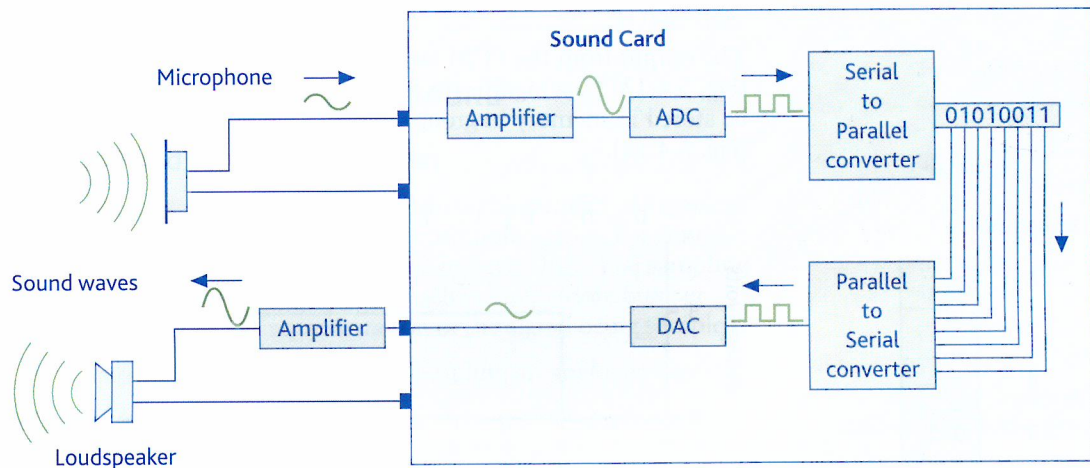 Sound Card
Microphone
Amplifier
ADC
Serial
to
Parallel
converter
01010011
Sound waves
Amplifier
DAC
Parallel
to
Serial
converter
Loudspeaker